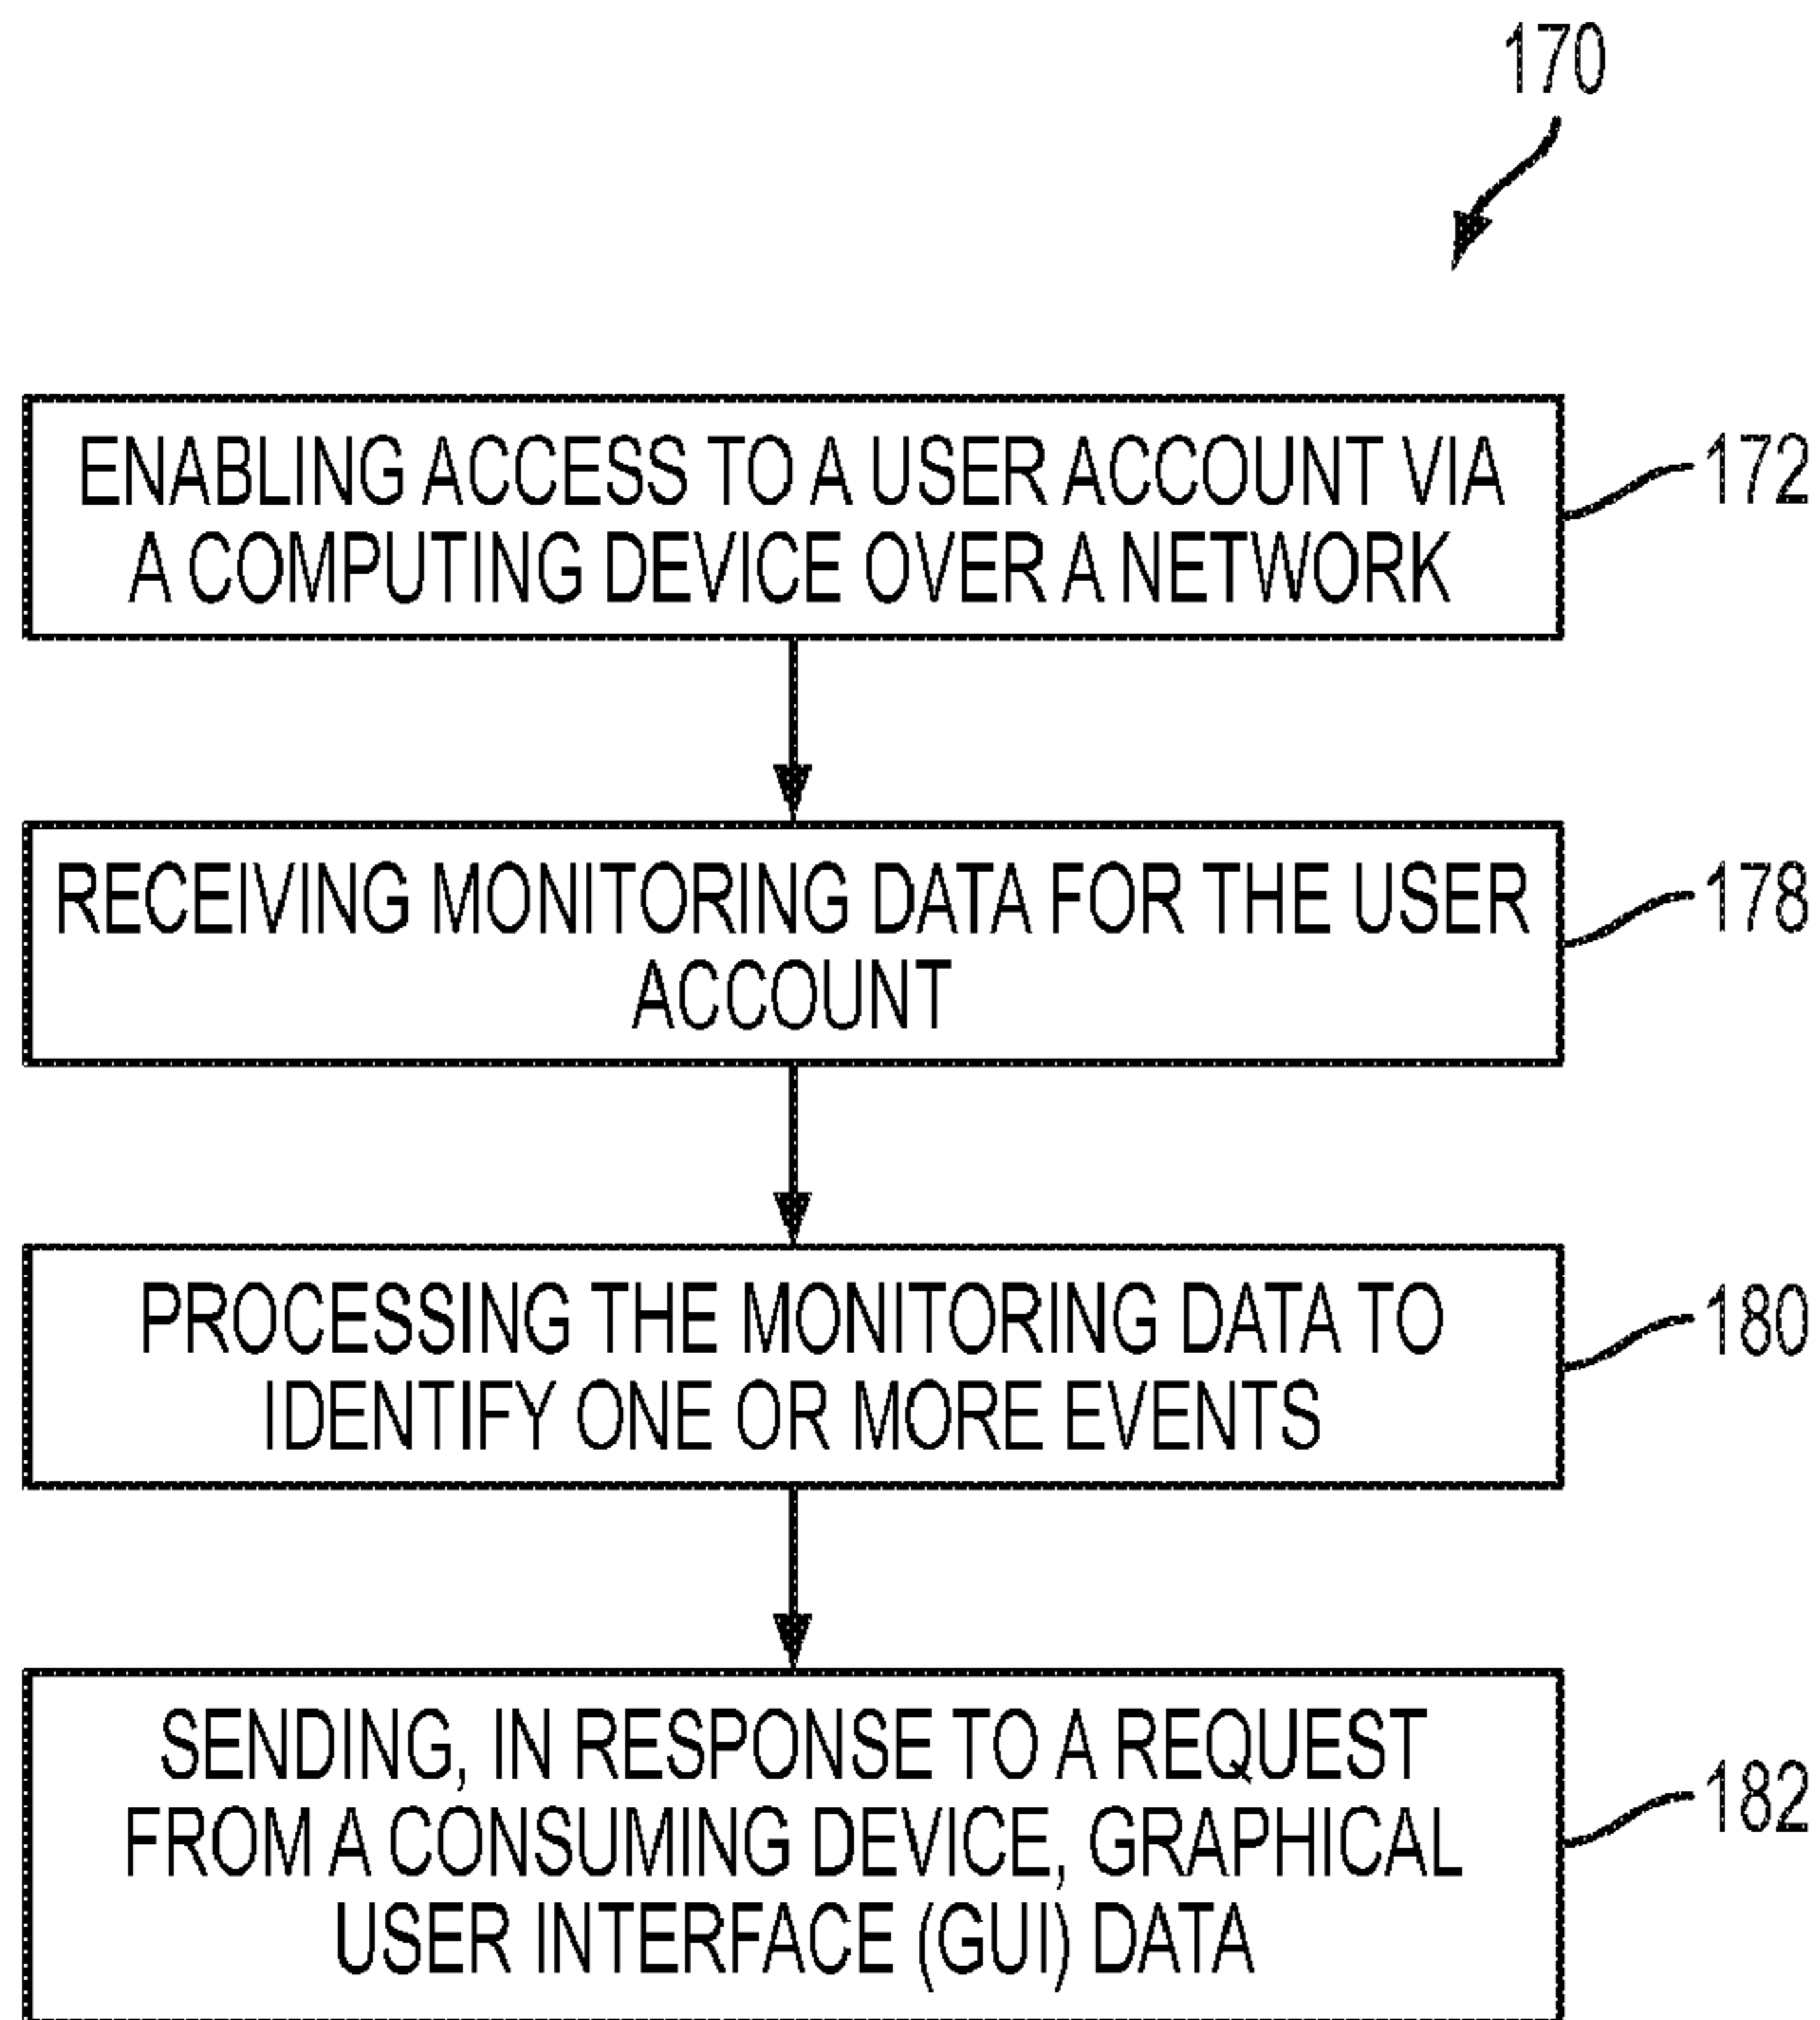 170
ENABLING ACCESS TO A USER ACCOUNT VIA
A COMPUTING DEVICE OVER A NETWORK
172
RECEIVING MONITORING DATA FOR THE USER
ACCOUNT
178
PROCESSING THE MONITORING DATA TO
IDENTIFY ONE OR MORE EVENTS
180
SENDING, IN RESPONSE TO A REQUEST
FROM A CONSUMING DEVICE, GRAPHICAL
USER INTERFACE (GUI) DATA
182